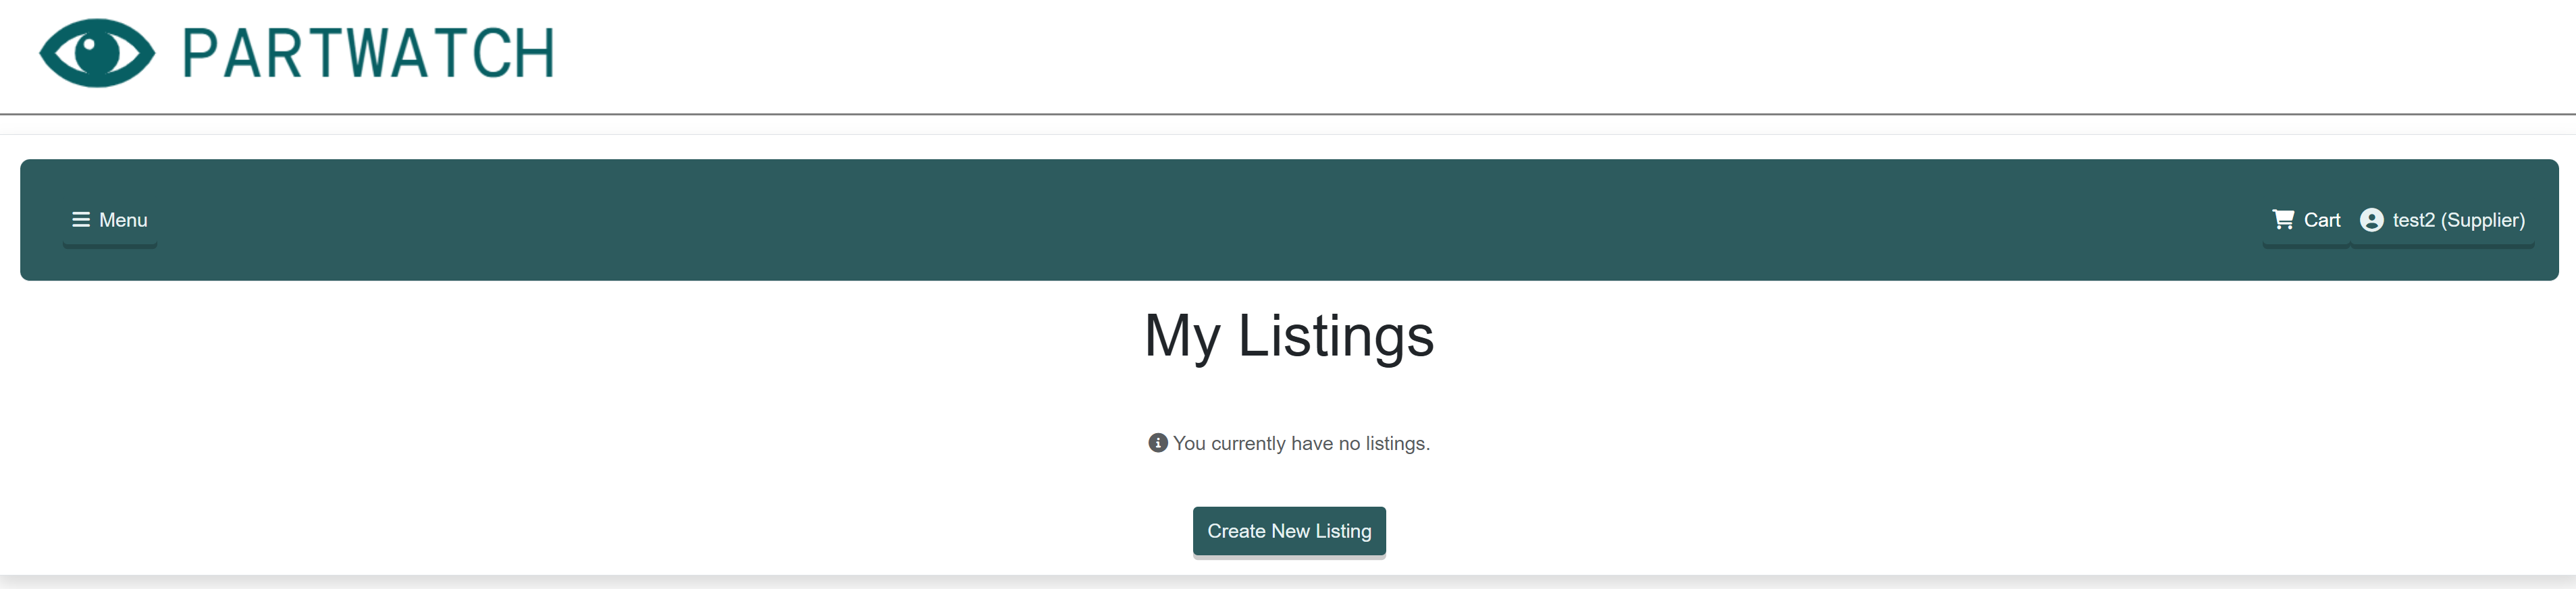 PARTWATCH
Menu
Cart
test2 (Supplier)
My Listings
You currently have no listings.
Create New Listing